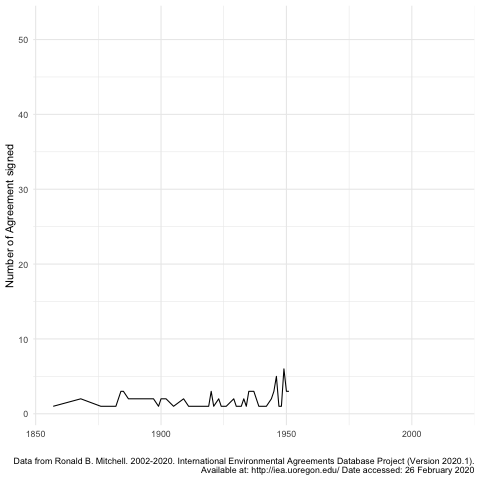 Number of Agreement signed
50
40
30
20
10
0
1850 1900 1950 2000
Data from Ronald B. Mitchell. 2002-2020. International Environmental Agreements Database Project (Version 2020.1).
Available at: http://iea.uoregon.edu/ Date accessed: 26 February 2020